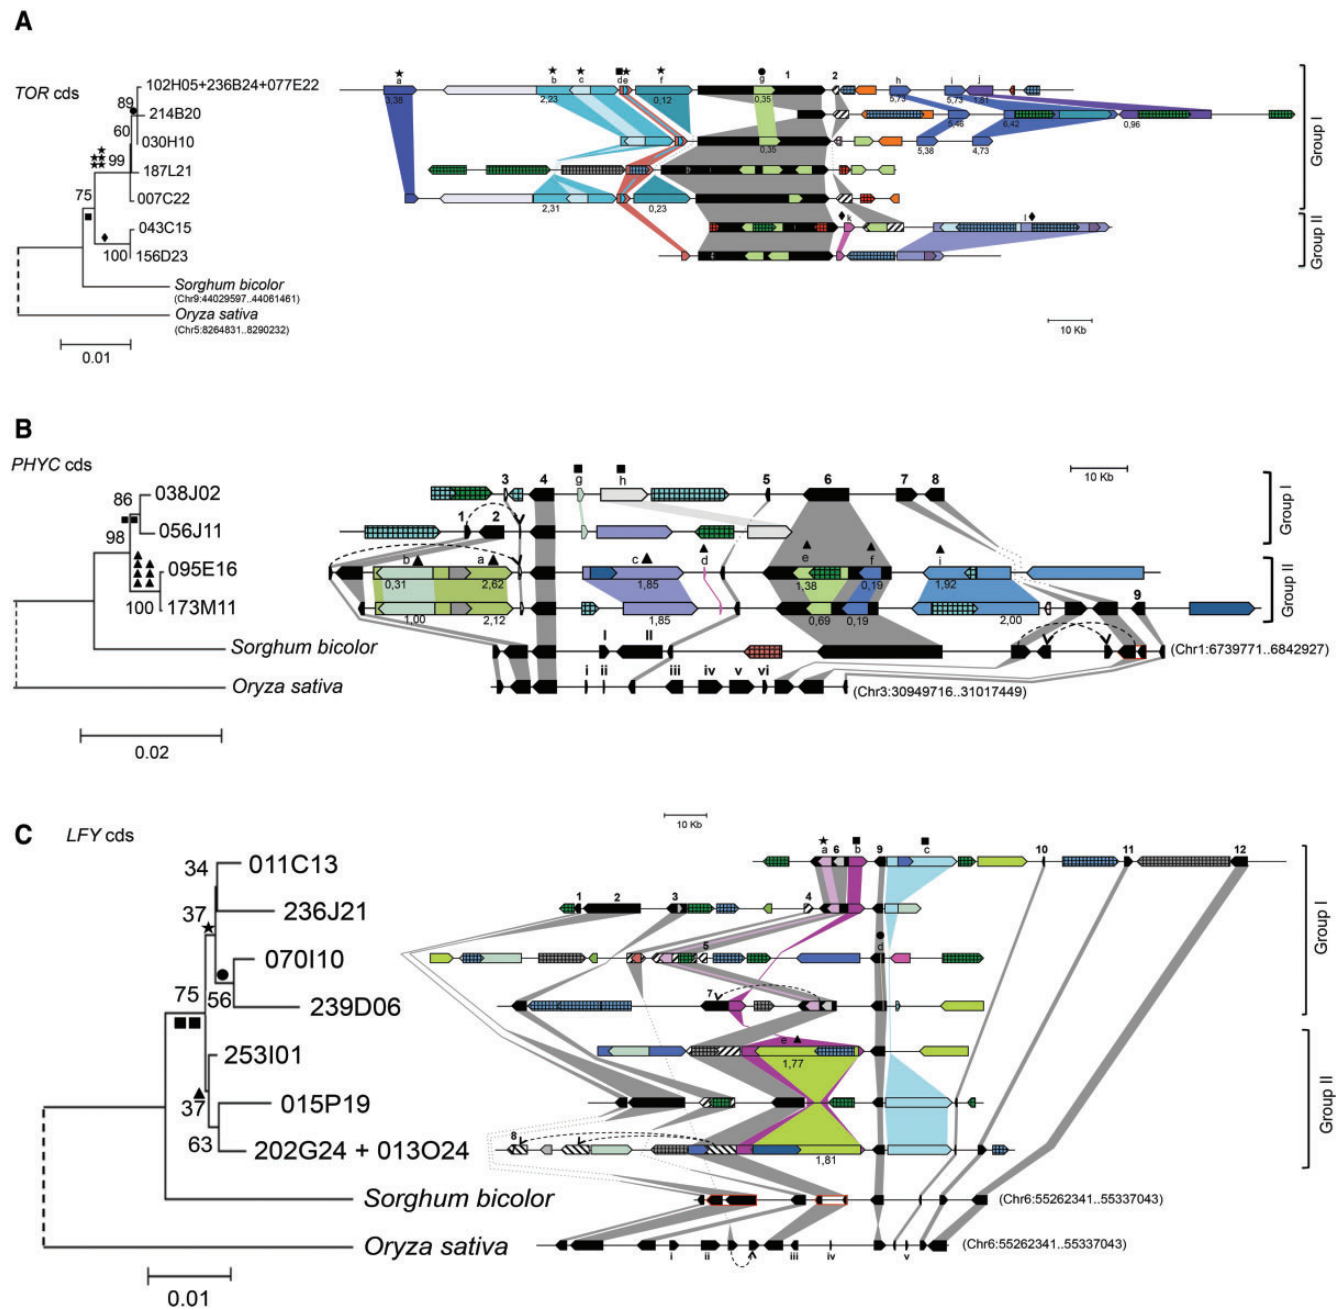 A
TOR cds
102H05+236B24+077E22
89
214B20
60
030H10
99
187L21
75
007C22
043C15
100
156D23
Sorghum bicolor
(Chr9:44029597..44061461)
Oryza sativa
(Chr5:8264831..8290232)
0.01
a b c d e f g 1 2 h i j
3,38 2,23 0,12 0,35 5,73 5,73 1,81
5,46 6,42 0,96
0,35 5,38 4,73
2,31 0,23
k l
Group I
Group II
10 Kb
B
PHYC cds
86
038J02
98
056J11
095E16
100
173M11
Sorghum bicolor
Oryza sativa
0.02
10 Kb
3 4 g h 5 6 7 8
1 2
b a c d e f i
0,31 2,62 1,85 1,38 0,19 1,92
1,00 2,12 1,85 0,69 0,19 2,00
9
I II
(Chr1:6739771..6842927)
i ii iii iv v vi
(Chr3:30949716..31017449)
Group I
Group II
C
LFY cds
10 Kb
34
011C13
37
236J21
070I10
75
56
239D06
253I01
37
015P19
63
202G24 + 013O24
Sorghum bicolor
Oryza sativa
0.01
a 6 b 9 c 10 11 12
1 2 3 4
5 d
7
e
1,77
8
1,81
(Chr6:55262341..55337043)
(Chr6:55262341..55337043)
i ii iii iv v
Group I
Group II